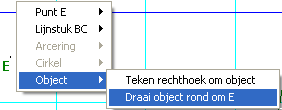 Punt E
Lijnstuk BC
Arcering
Cirkel
E
Object
Teken rechthoek om object
Draai object rond om E